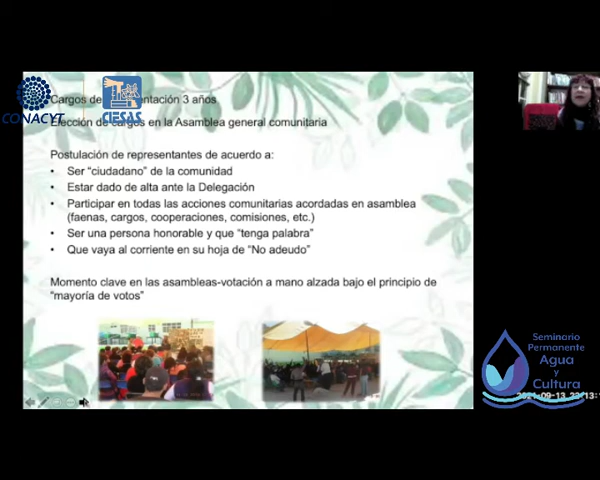 CONACYT
CIESAS
Cargos de 3 años
Elección de cargos en la Asamblea general comunitaria
Postulación de representantes de acuerdo a:
• Ser “ciudadano” de la comunidad
• Estar dado de alta ante la Delegación
• Participar en todas las acciones comunitarias acordadas en asamblea
(faenas, cargos, cooperaciones, comisiones, etc.)
• Ser una persona honorable y que “tenga palabra”
• Que vaya al corriente en su hoja de “No adeudo”
Momento clave en las asambleas-votación a mano alzada bajo el principio de
“mayoría de votos”
Seminario
Permanente
Agua
y
Cultura